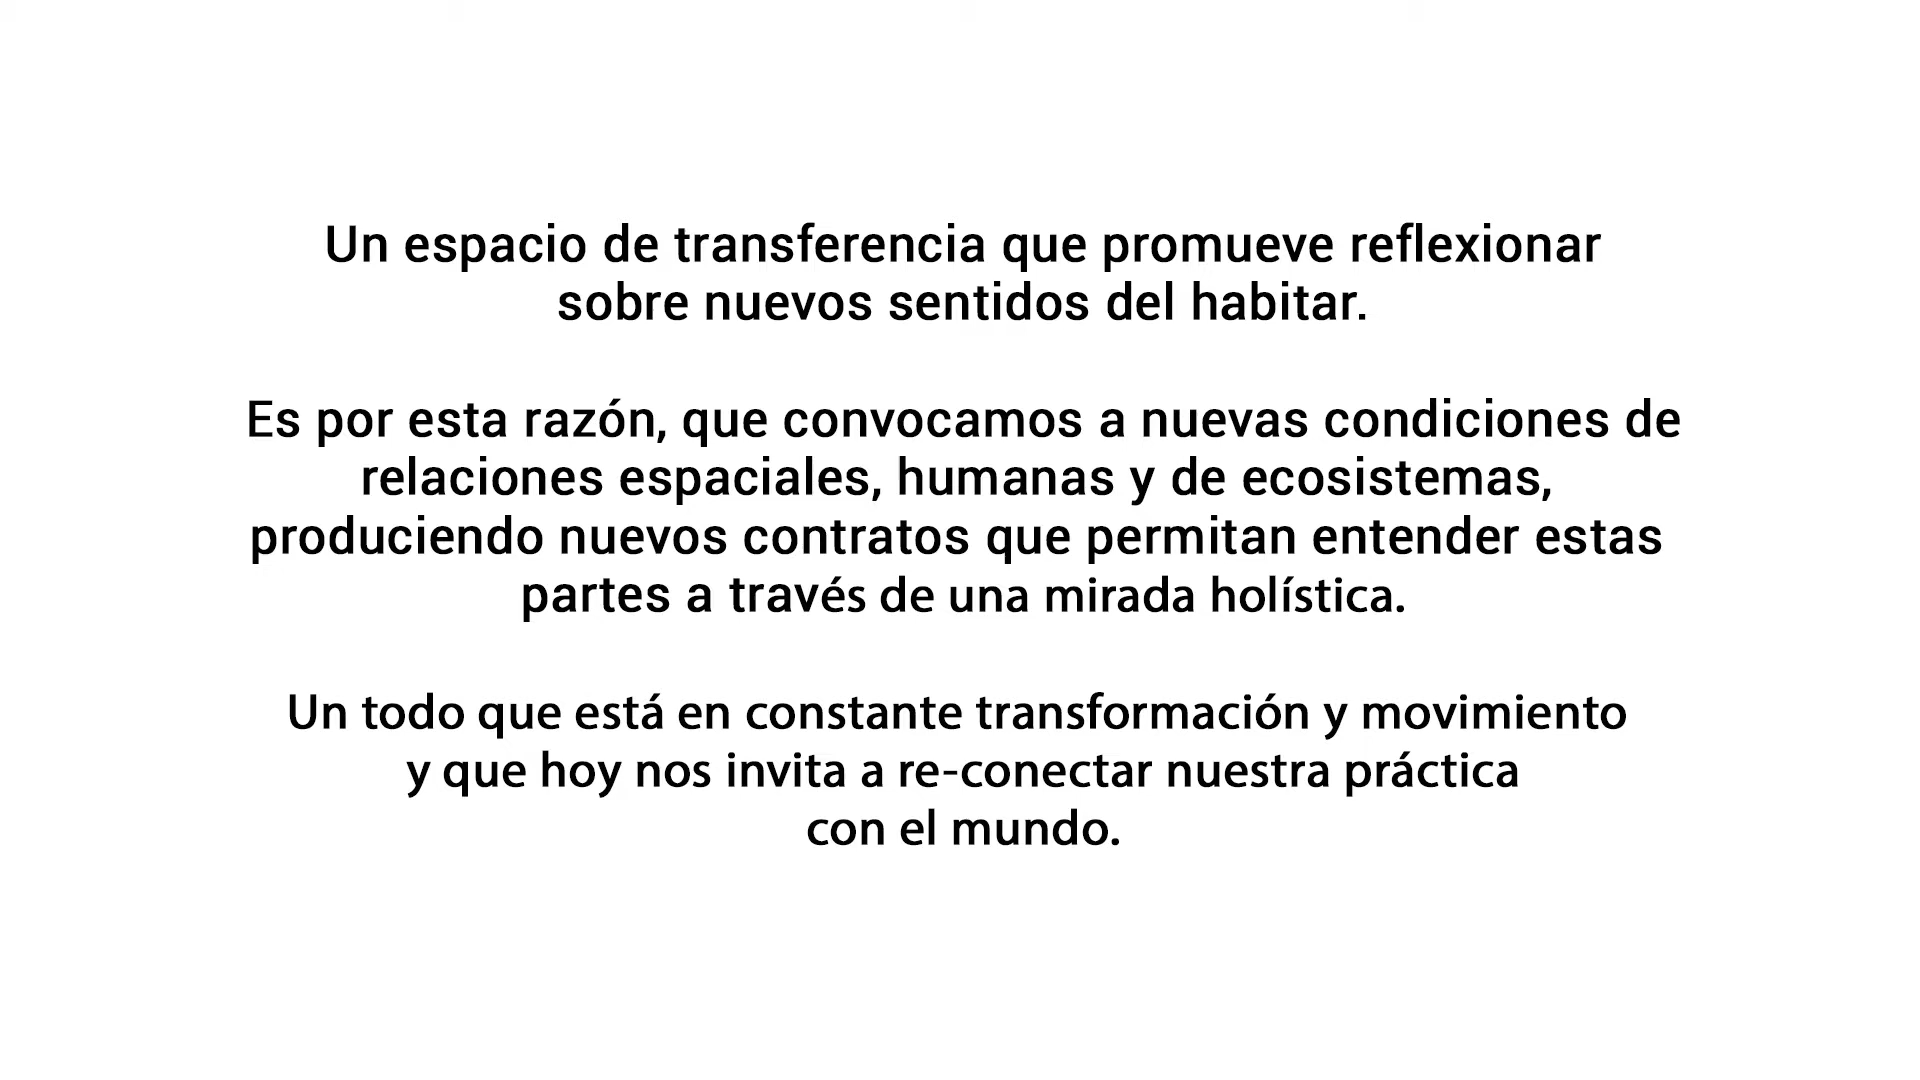 Un espacio de transferencia que promueve reflexionar
sobre nuevos sentidos del habitar.
Es por esta razón, que convocamos a nuevas condiciones de
relaciones espaciales, humanas y de ecosistemas,
produciendo nuevos contratos que permitan entender estas
partes a través de una mirada holística.
Un todo que está en constante transformación y movimiento
y que hoy nos invita a re-conectar nuestra práctica
con el mundo.